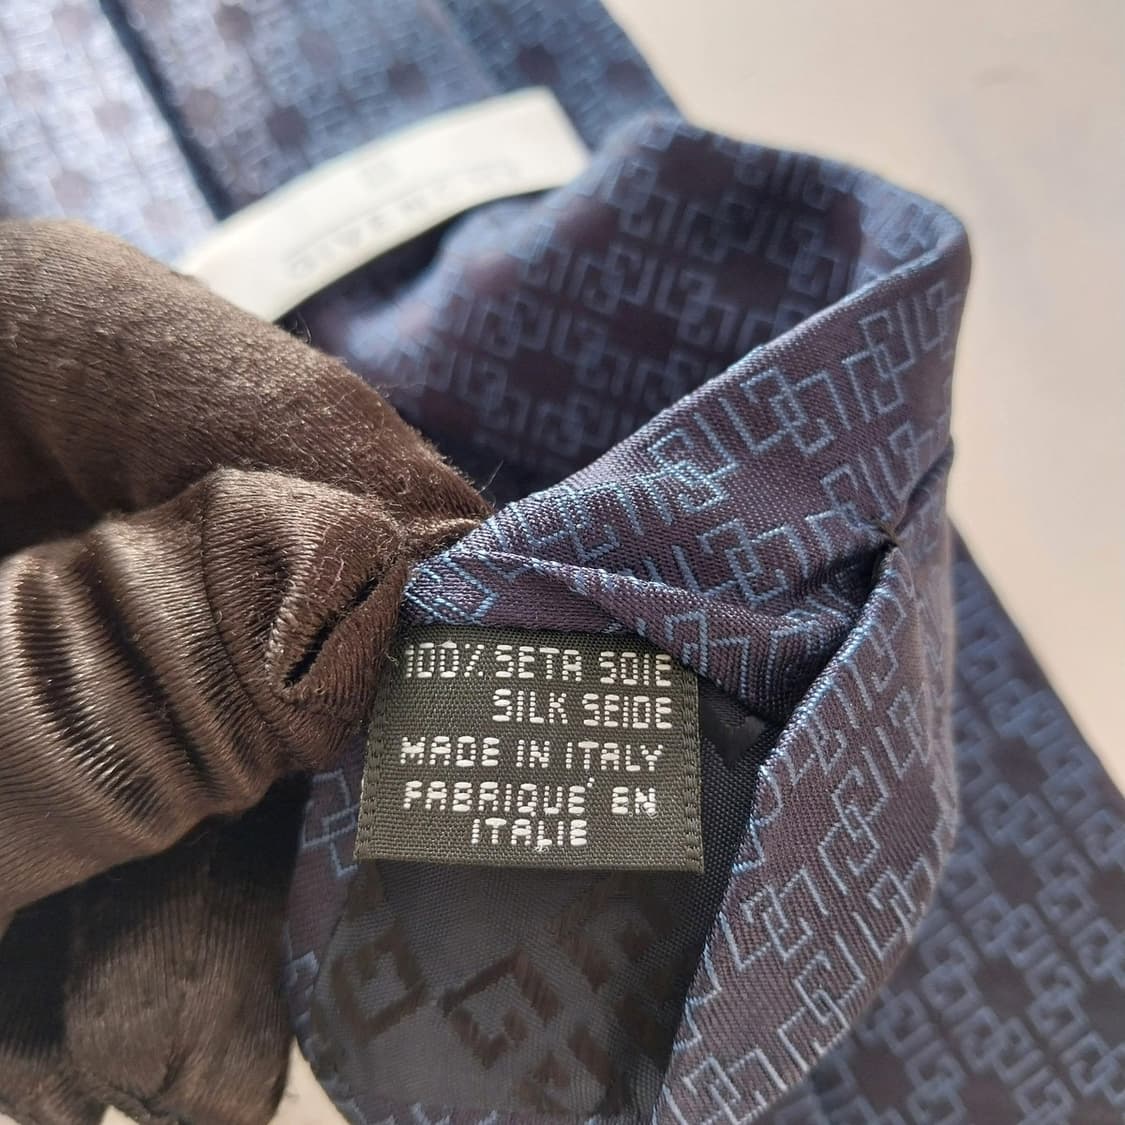 100% SETA SOIE
SILK SEIDE
MADE IN ITALY
FABRIQUE' EN
ITALIE